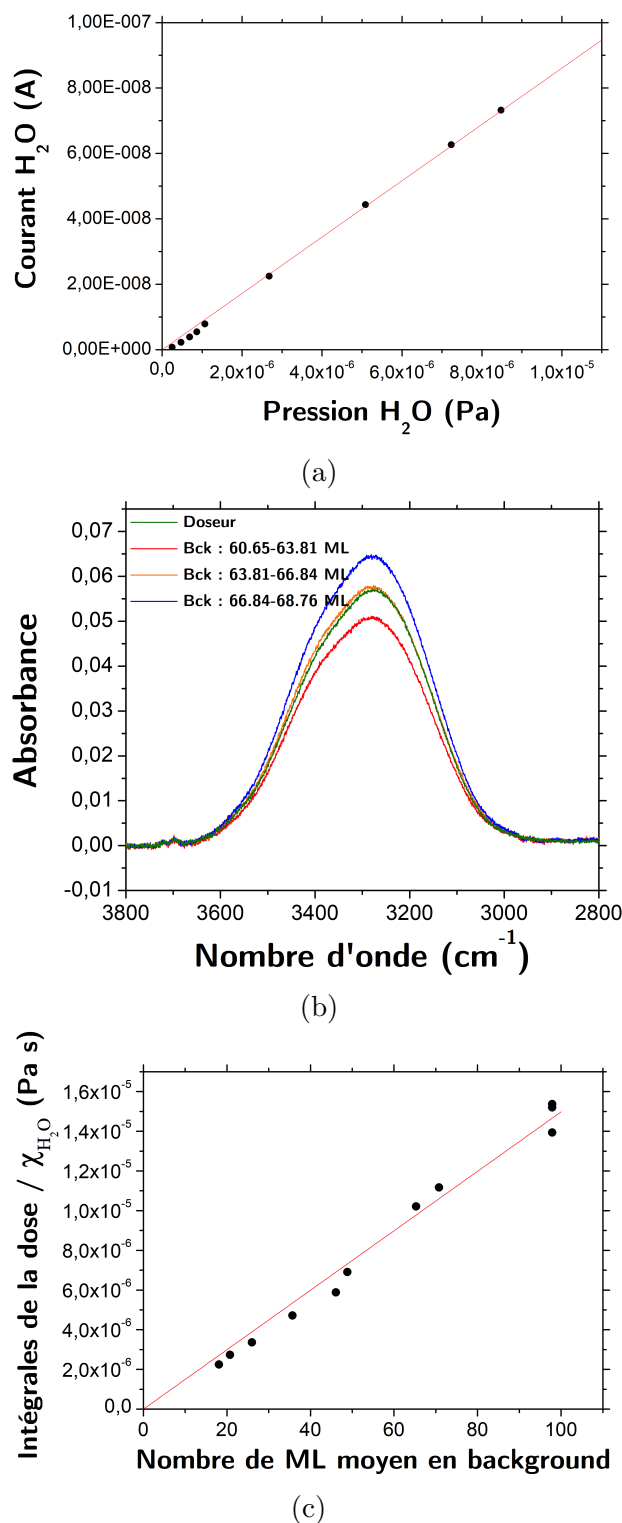 1,00E-007
8,00E-008
6,00E-008
4,00E-008
2,00E-008
0,00E+000
Courant H₂O (A)
0,0 2,0x10⁻⁶ 4,0x10⁻⁶ 6,0x10⁻⁶ 8,0x10⁻⁶ 1,0x10⁻⁵
Pression H₂O (Pa)
(a)
Doseur
Bck : 60.65-63.81 ML
Bck : 63.81-66.84 ML
Bck : 66.84-68.76 ML
0,07
0,06
0,05
0,04
0,03
0,02
0,01
0,00
-0,01
Absorbance
3800 3600 3400 3200 3000 2800
Nombre d'onde (cm⁻¹)
(b)
1,6x10⁻⁵
1,4x10⁻⁵
1,2x10⁻⁵
1,0x10⁻⁵
8,0x10⁻⁶
6,0x10⁻⁶
4,0x10⁻⁶
2,0x10⁻⁶
0,0
Intégrales de la dose / χ_H₂O (Pa s)
0 20 40 60 80 100
Nombre de ML moyen en background
(c)